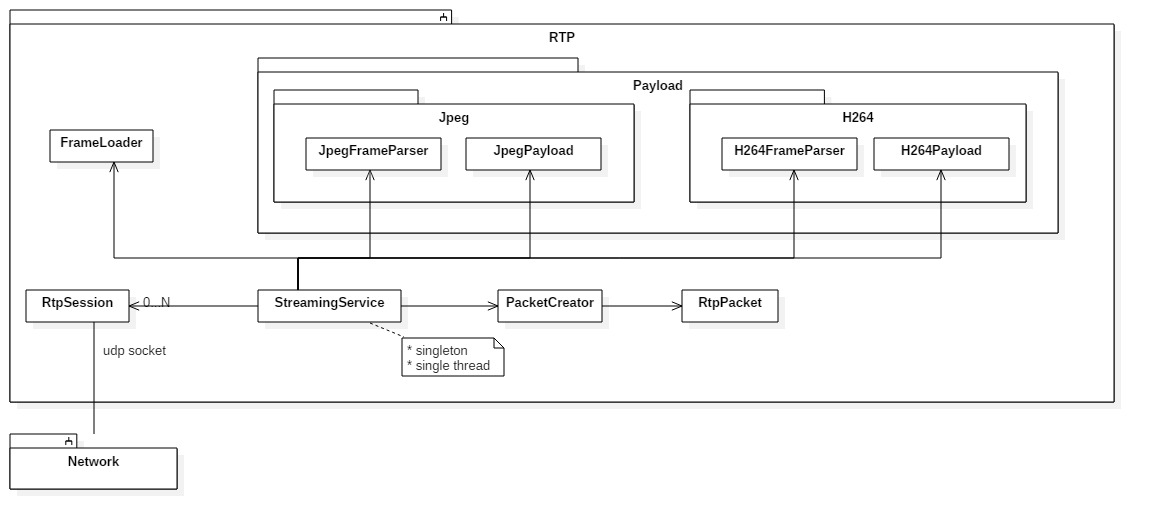 RTP
Payload
Jpeg
H264
FrameLoader
JpegFrameParser
JpegPayload
H264FrameParser
H264Payload
RtpSession
0...N
StreamingService
PacketCreator
RtpPacket
udp socket
* singleton
* single thread
Network